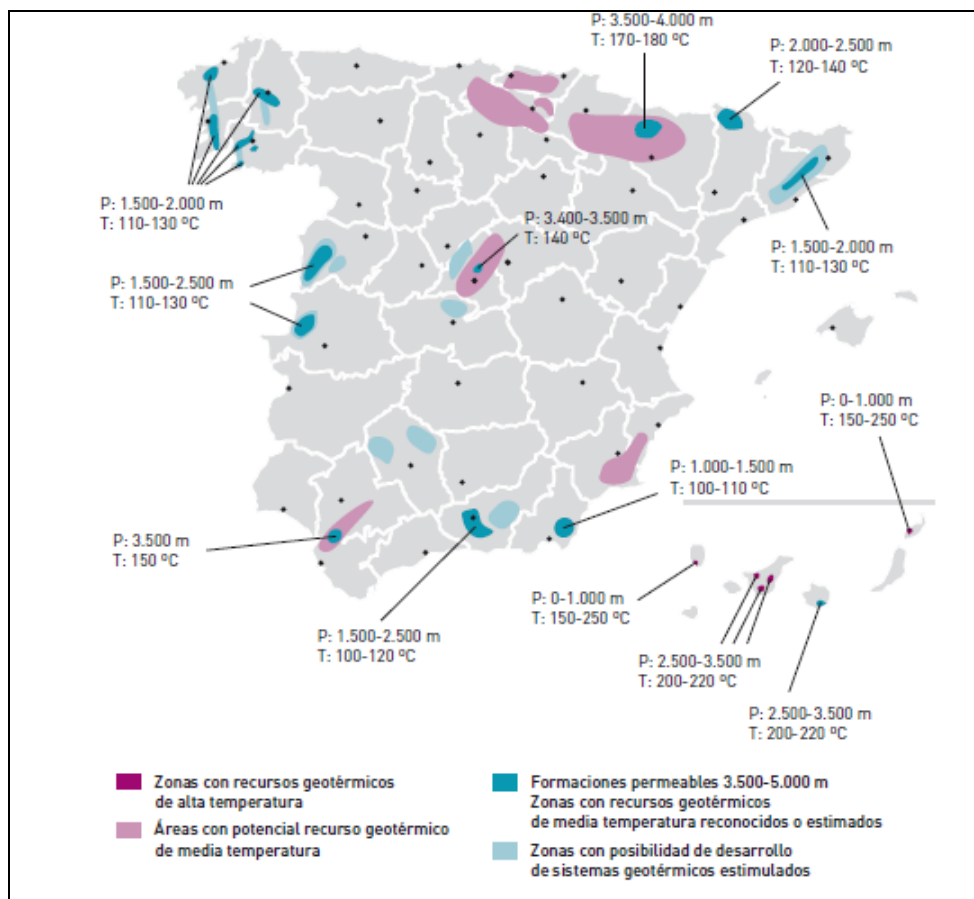 P: 3.500-4.000 m
T: 170-180 ºC
P: 2.000-2.500 m
T: 120-140 ºC
P: 1.500-2.000 m
T: 110-130 ºC
P: 3.400-3.500 m
T: 140 ºC
P: 1.500-2.000 m
T: 110-130 ºC
P: 1.500-2.500 m
T: 110-130 ºC
P: 0-1.000 m
T: 150-250 ºC
P: 1.000-1.500 m
T: 100-110 ºC
P: 3.500 m
T: 150 ºC
P: 0-1.000 m
T: 150-250 ºC
P: 1.500-2.500 m
T: 100-120 ºC
P: 2.500-3.500 m
T: 200-220 ºC
P: 2.500-3.500 m
T: 200-220 ºC
Zonas con recursos geotérmicos
de alta temperatura
Áreas con potencial recurso geotérmico
de media temperatura
Formaciones permeables 3.500-5.000 m
Zonas con recursos geotérmicos
de media temperatura reconocidos o estimados
Zonas con posibilidad de desarrollo
de sistemas geotérmicos estimulados